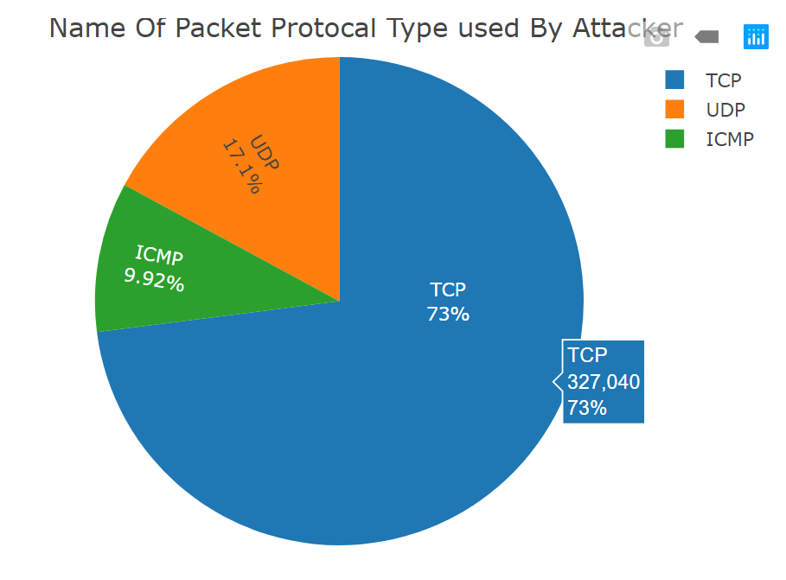 Name Of Packet Protocal Type used By Attacker
TCP
UDP
ICMP
UDP
17.1%
ICMP
9.92%
TCP
73%
TCP
327,040
73%